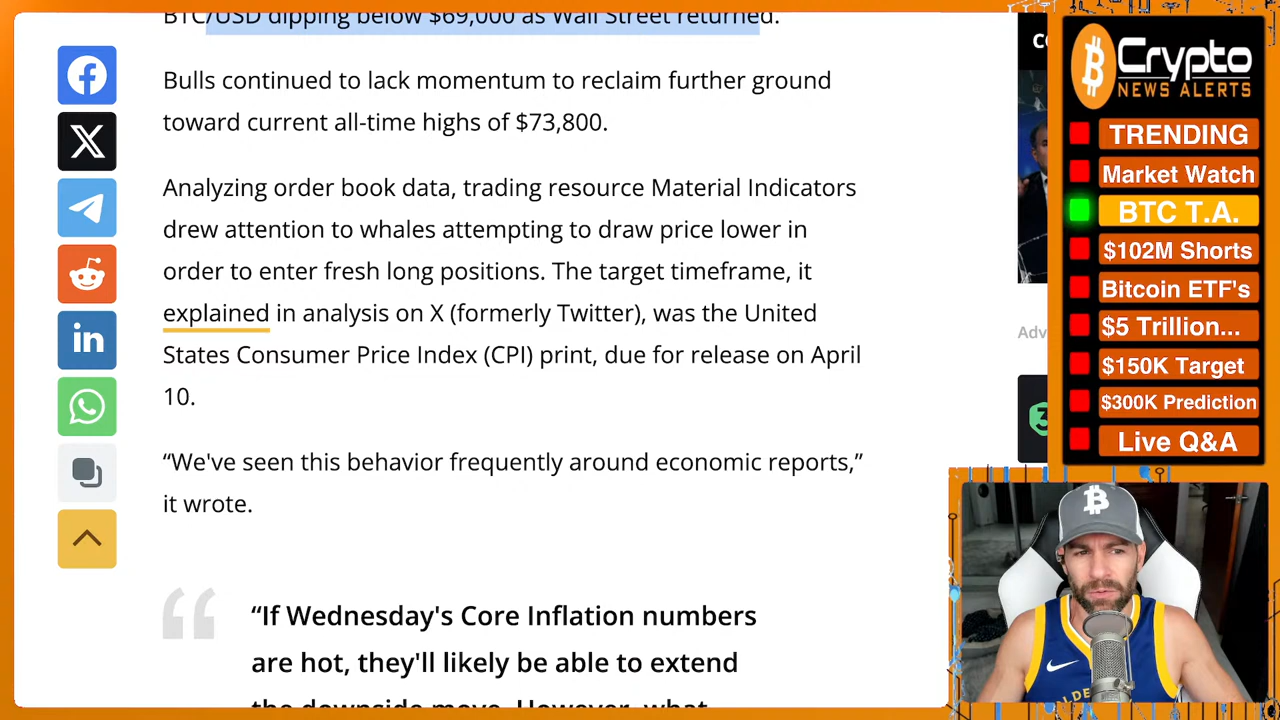 BTC/USD dipping below $69,000 as Wall Street returned.
Bulls continued to lack momentum to reclaim further ground
toward current all-time highs of $73,800.
Analyzing order book data, trading resource Material Indicators
drew attention to whales attempting to draw price lower in
order to enter fresh long positions. The target timeframe, it
explained in analysis on X (formerly Twitter), was the United
States Consumer Price Index (CPI) print, due for release on April
10.
“We've seen this behavior frequently around economic reports,”
it wrote.
“If Wednesday's Core Inflation numbers
are hot, they'll likely be able to extend
the downside move. However, what
Adv
Crypto
NEWS ALERTS
TRENDING
Market Watch
BTC T.A.
$102M Shorts
Bitcoin ETF's
$5 Trillion...
$150K Target
$300K Prediction
Live Q&A